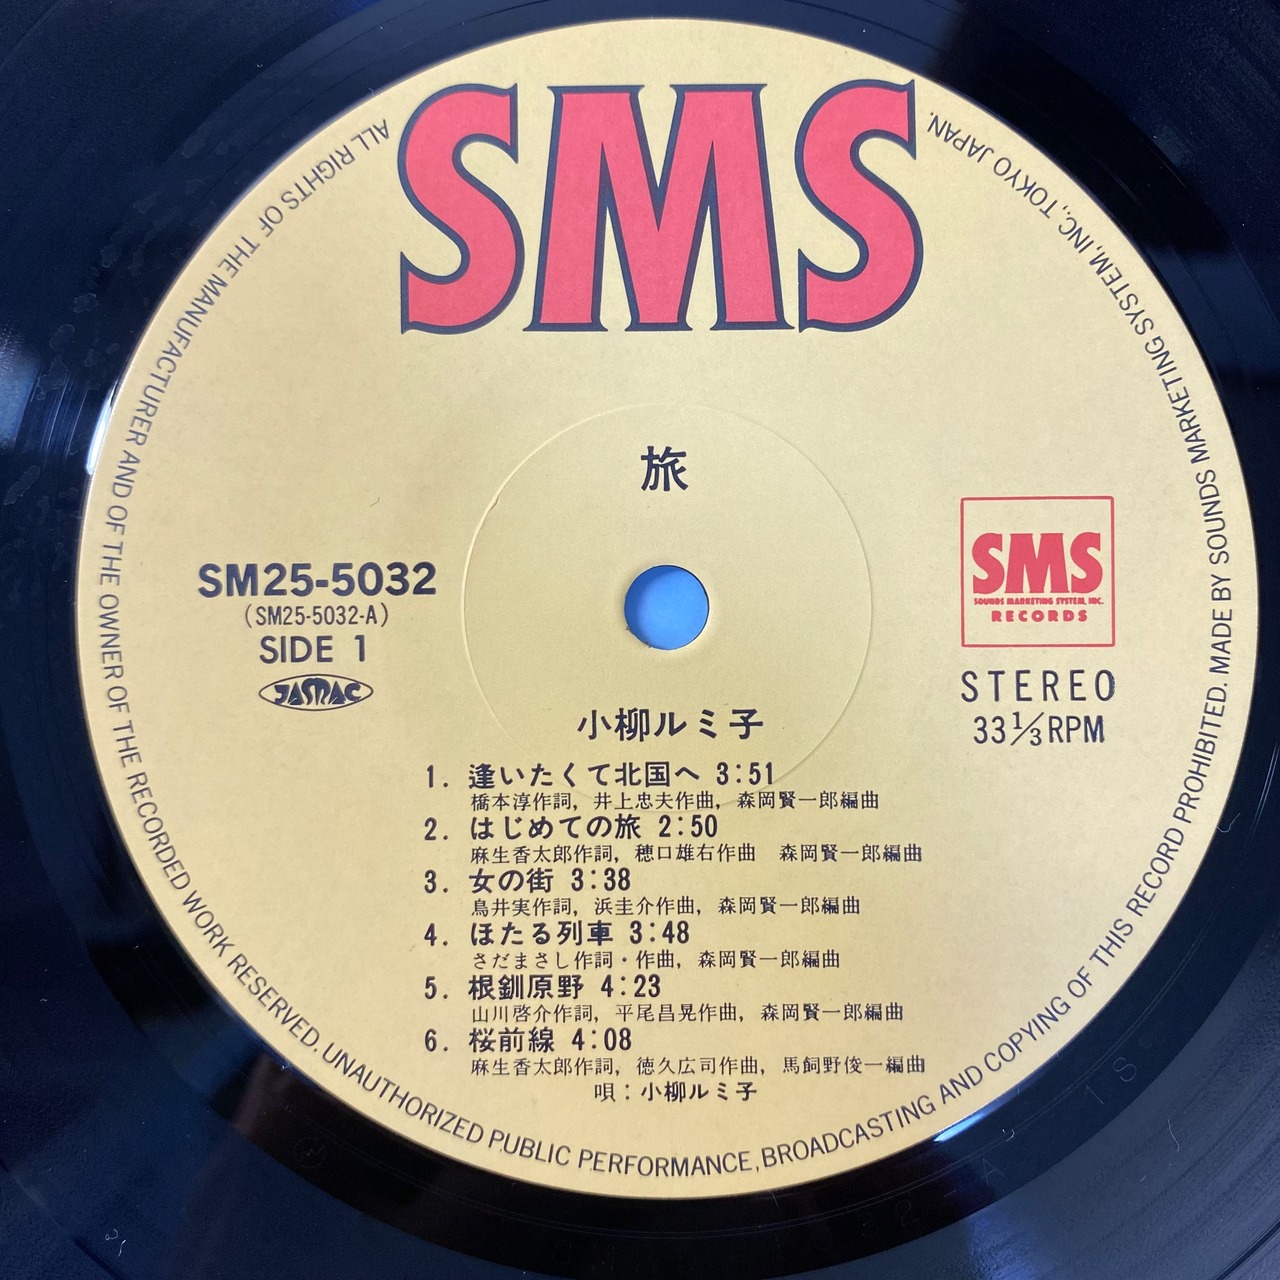 SMS
ALL RIGHTS OF THE MANUFACTURER AND OF THE OWNER OF THE RECORDED WORK RESERVED. UNAUTHORIZED PUBLIC PERFORMANCE, BROADCASTING AND COPYING OF THIS RECORD PROHIBITED. MADE BY SOUNDS MARKETING SYSTEM, INC., TOKYO JAPAN.
旅
SM25-5032
(SM25-5032-A)
SIDE 1
JASRAC
SMS
SOUNDS MARKETING SYSTEM, INC.
RECORDS
STEREO
33⅓RPM
小柳ルミ子
1. 逢いたくて北国へ 3:51
橋本淳作詞, 井上忠夫作曲, 森岡賢一郎編曲
2. はじめての旅 2:50
麻生香太郎作詞, 穂口雄右作曲 森岡賢一郎編曲
3. 女の街 3:38
鳥井実作詞, 浜圭介作曲, 森岡賢一郎編曲
4. ほたる列車 3:48
さだまさし作詞・作曲, 森岡賢一郎編曲
5. 根釧原野 4:23
山川啓介作詞, 平尾昌晃作曲, 森岡賢一郎編曲
6. 桜前線 4:08
麻生香太郎作詞, 徳久広司作曲, 馬飼野俊一編曲
唄:小柳ルミ子